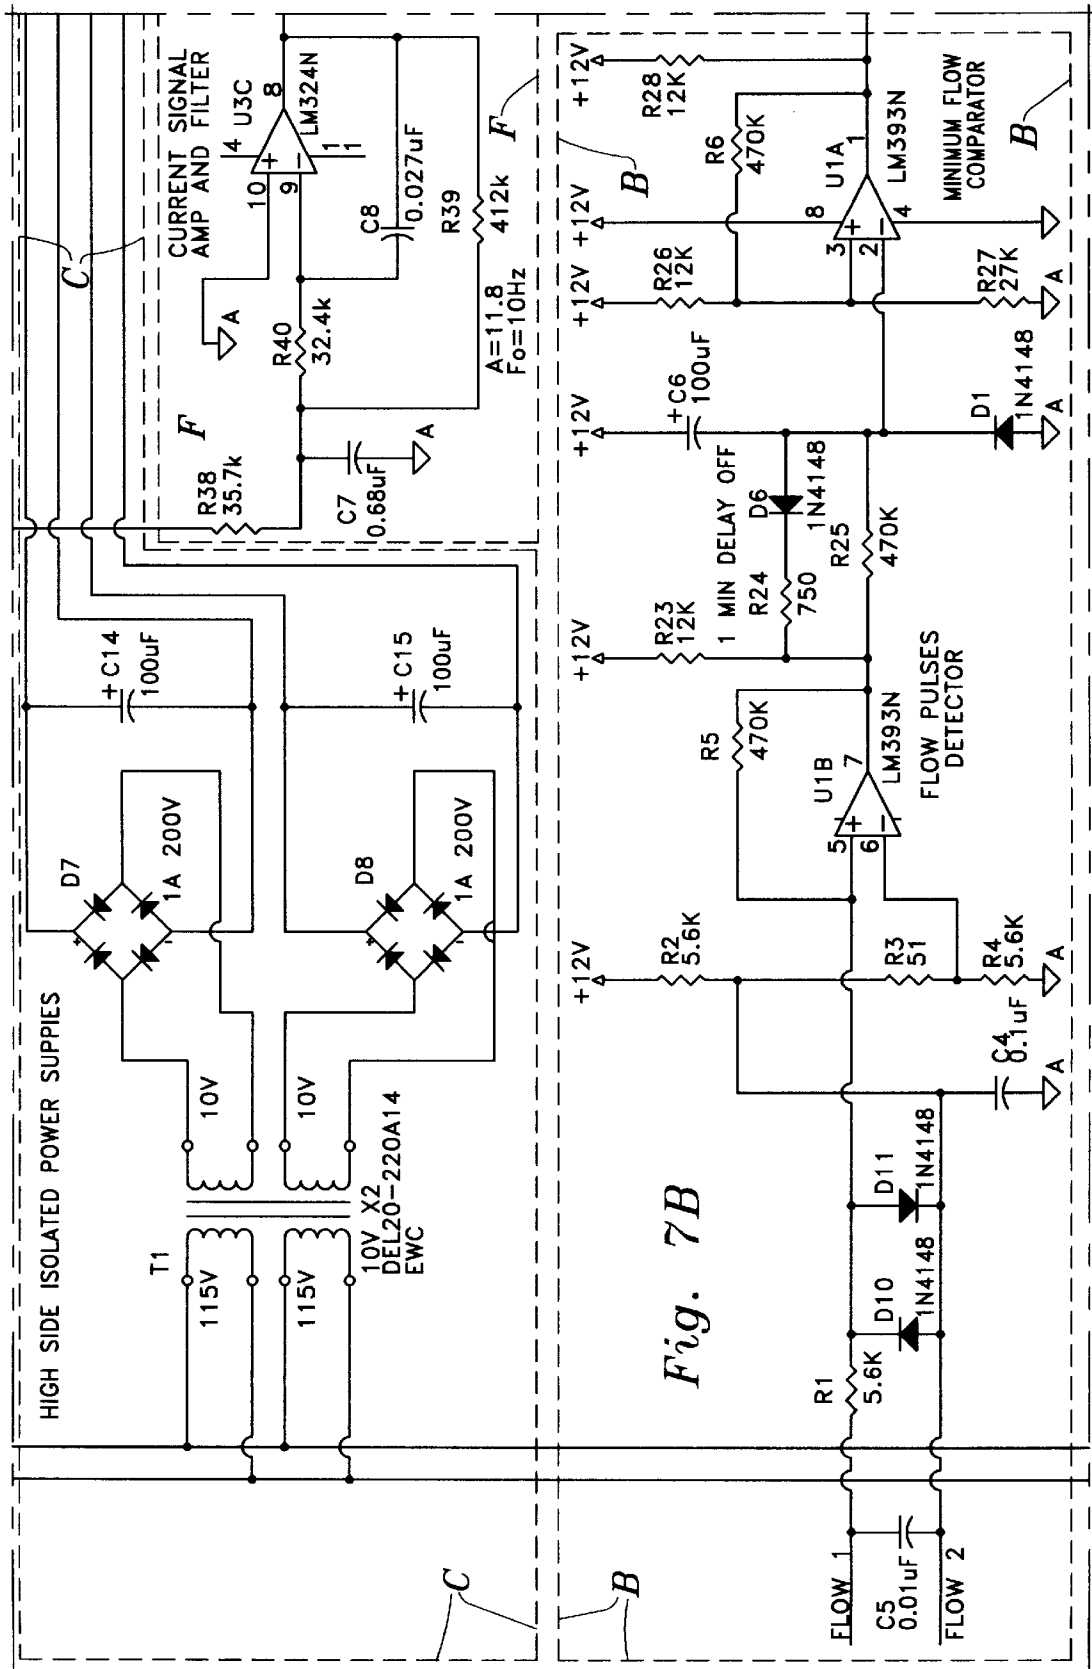 HIGH SIDE ISOLATED POWER SUPPIES
T1
115V
115V
10V
10V
10V X2
DEL20-220A14
EWC
D7
1A 200V
D8
1A 200V
+
-
+
-
+
C14
100uF
+
C15
100uF
C
C
R38
35.7k
C7
0.68uF
A
F
R40
32.4k
A
A=11.8
Fo=10Hz
CURRENT SIGNAL
AMP AND FILTER
10
9
+
-
4
11
U3C
8
LM324N
C8
0.027uF
R39
412k
F
FLOW 1
C5
0.01uF
FLOW 2
B
R1
5.6K
D10
1N4148
D11
1N4148
C4
0.1uF
A
+12V
R2
5.6K
R3
51
R4
5.6K
A
5
6
+
-
U1B
7
LM393N
R5
470K
FLOW PULSES
DETECTOR
+12V
R23
12K
1 MIN DELAY OFF
R24
750
D6
1N4148
R25
470K
+12V
+
C6
100uF
D1
1N4148
A
+12V
R26
12K
R27
27K
A
+12V
3
2
+
-
8
4
U1A
1
LM393N
R6
470K
+12V
R28
12K
MINIMUM FLOW
COMPARATOR
B
B
Fig. 7B